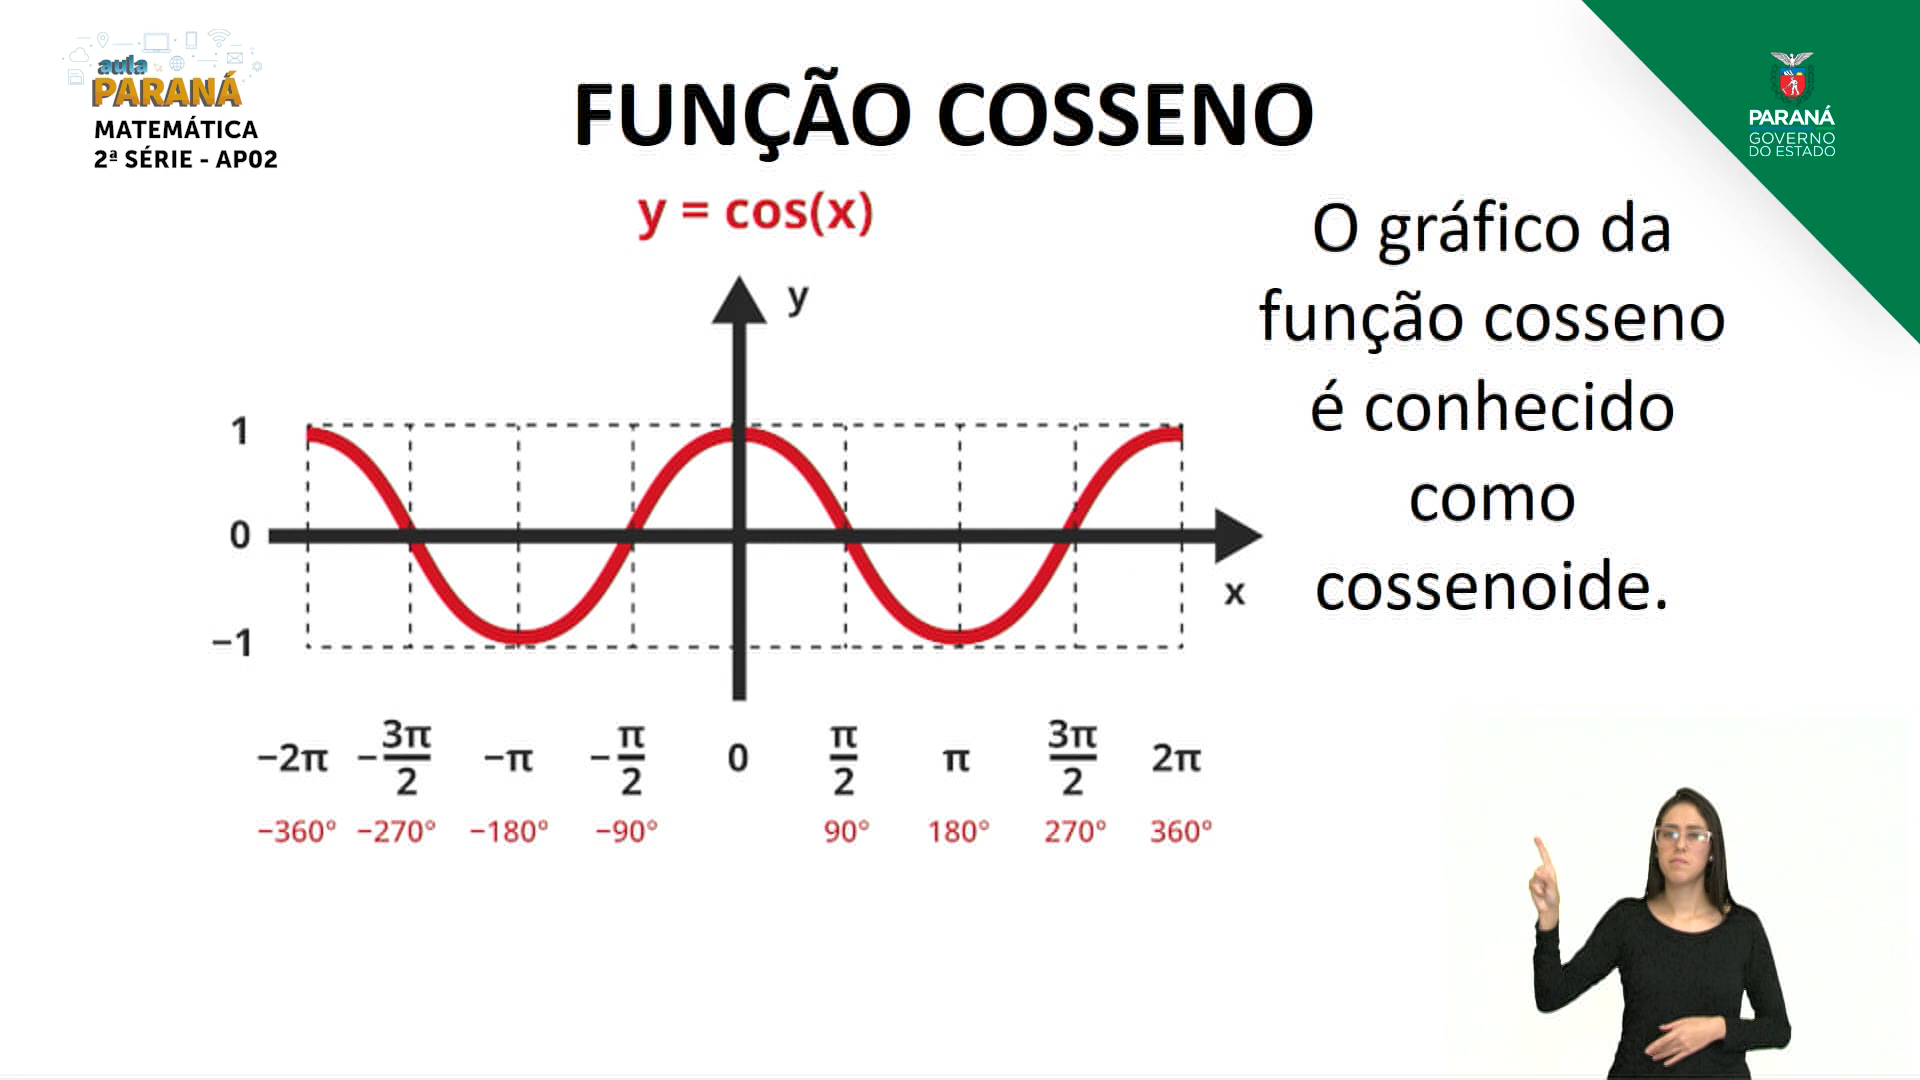 aula
PARANÁ
MATEMÁTICA
2ª SÉRIE - AP02
FUNÇÃO COSSENO
PARANÁ
GOVERNO
DO ESTADO
y = cos(x)
y
1
0
−1
x
−2π −3π/2 −π −π/2 0 π/2 π 3π/2 2π
−360° −270° −180° −90° 90° 180° 270° 360°
O gráfico da
função cosseno
é conhecido
como
cossenoide.